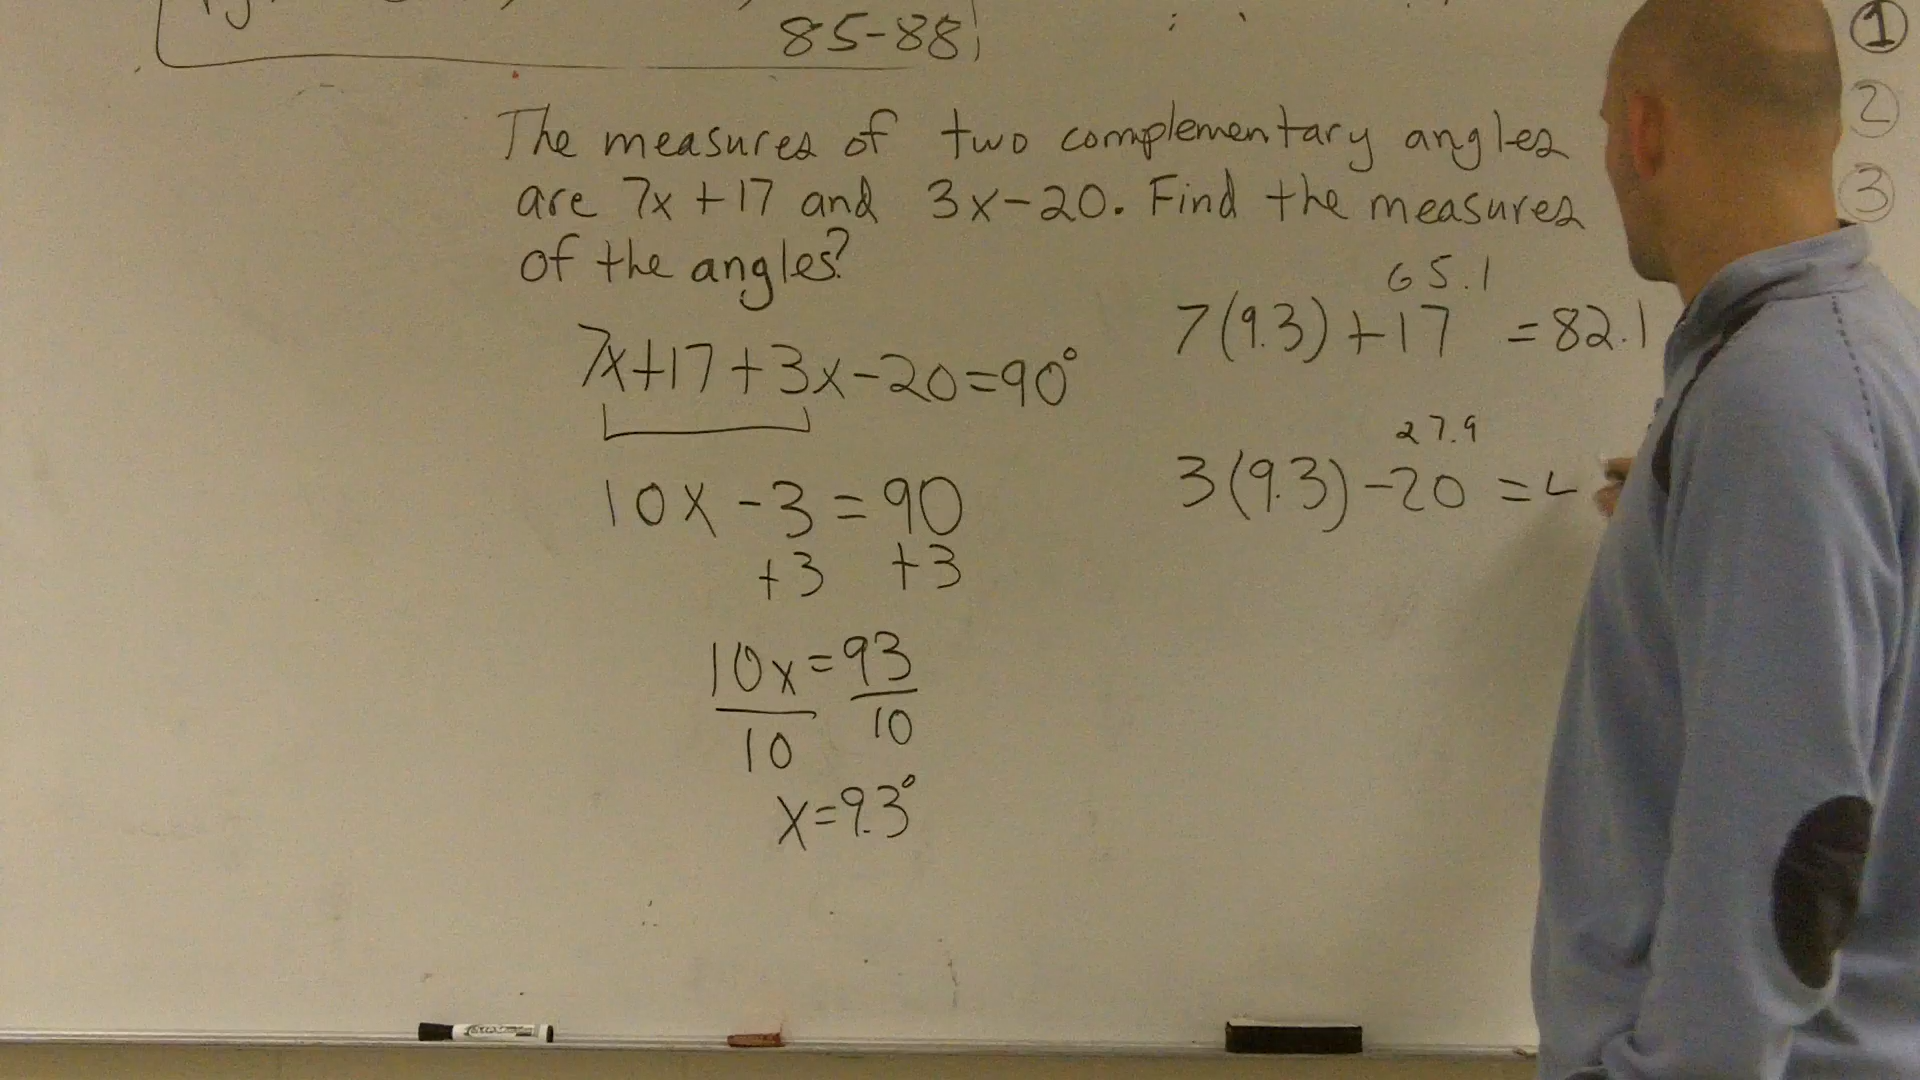 85-88
The measures of two complementary angles
are 7x+17 and 3x-20. Find the measures
of the angles?
7x+17+3x-20=90°
10x-3=90
+3 +3
10x=93
10 10
x=9.3°
65.1
7(9.3)+17 =82.1
27.9
3(9.3)-20 =
1
2
3